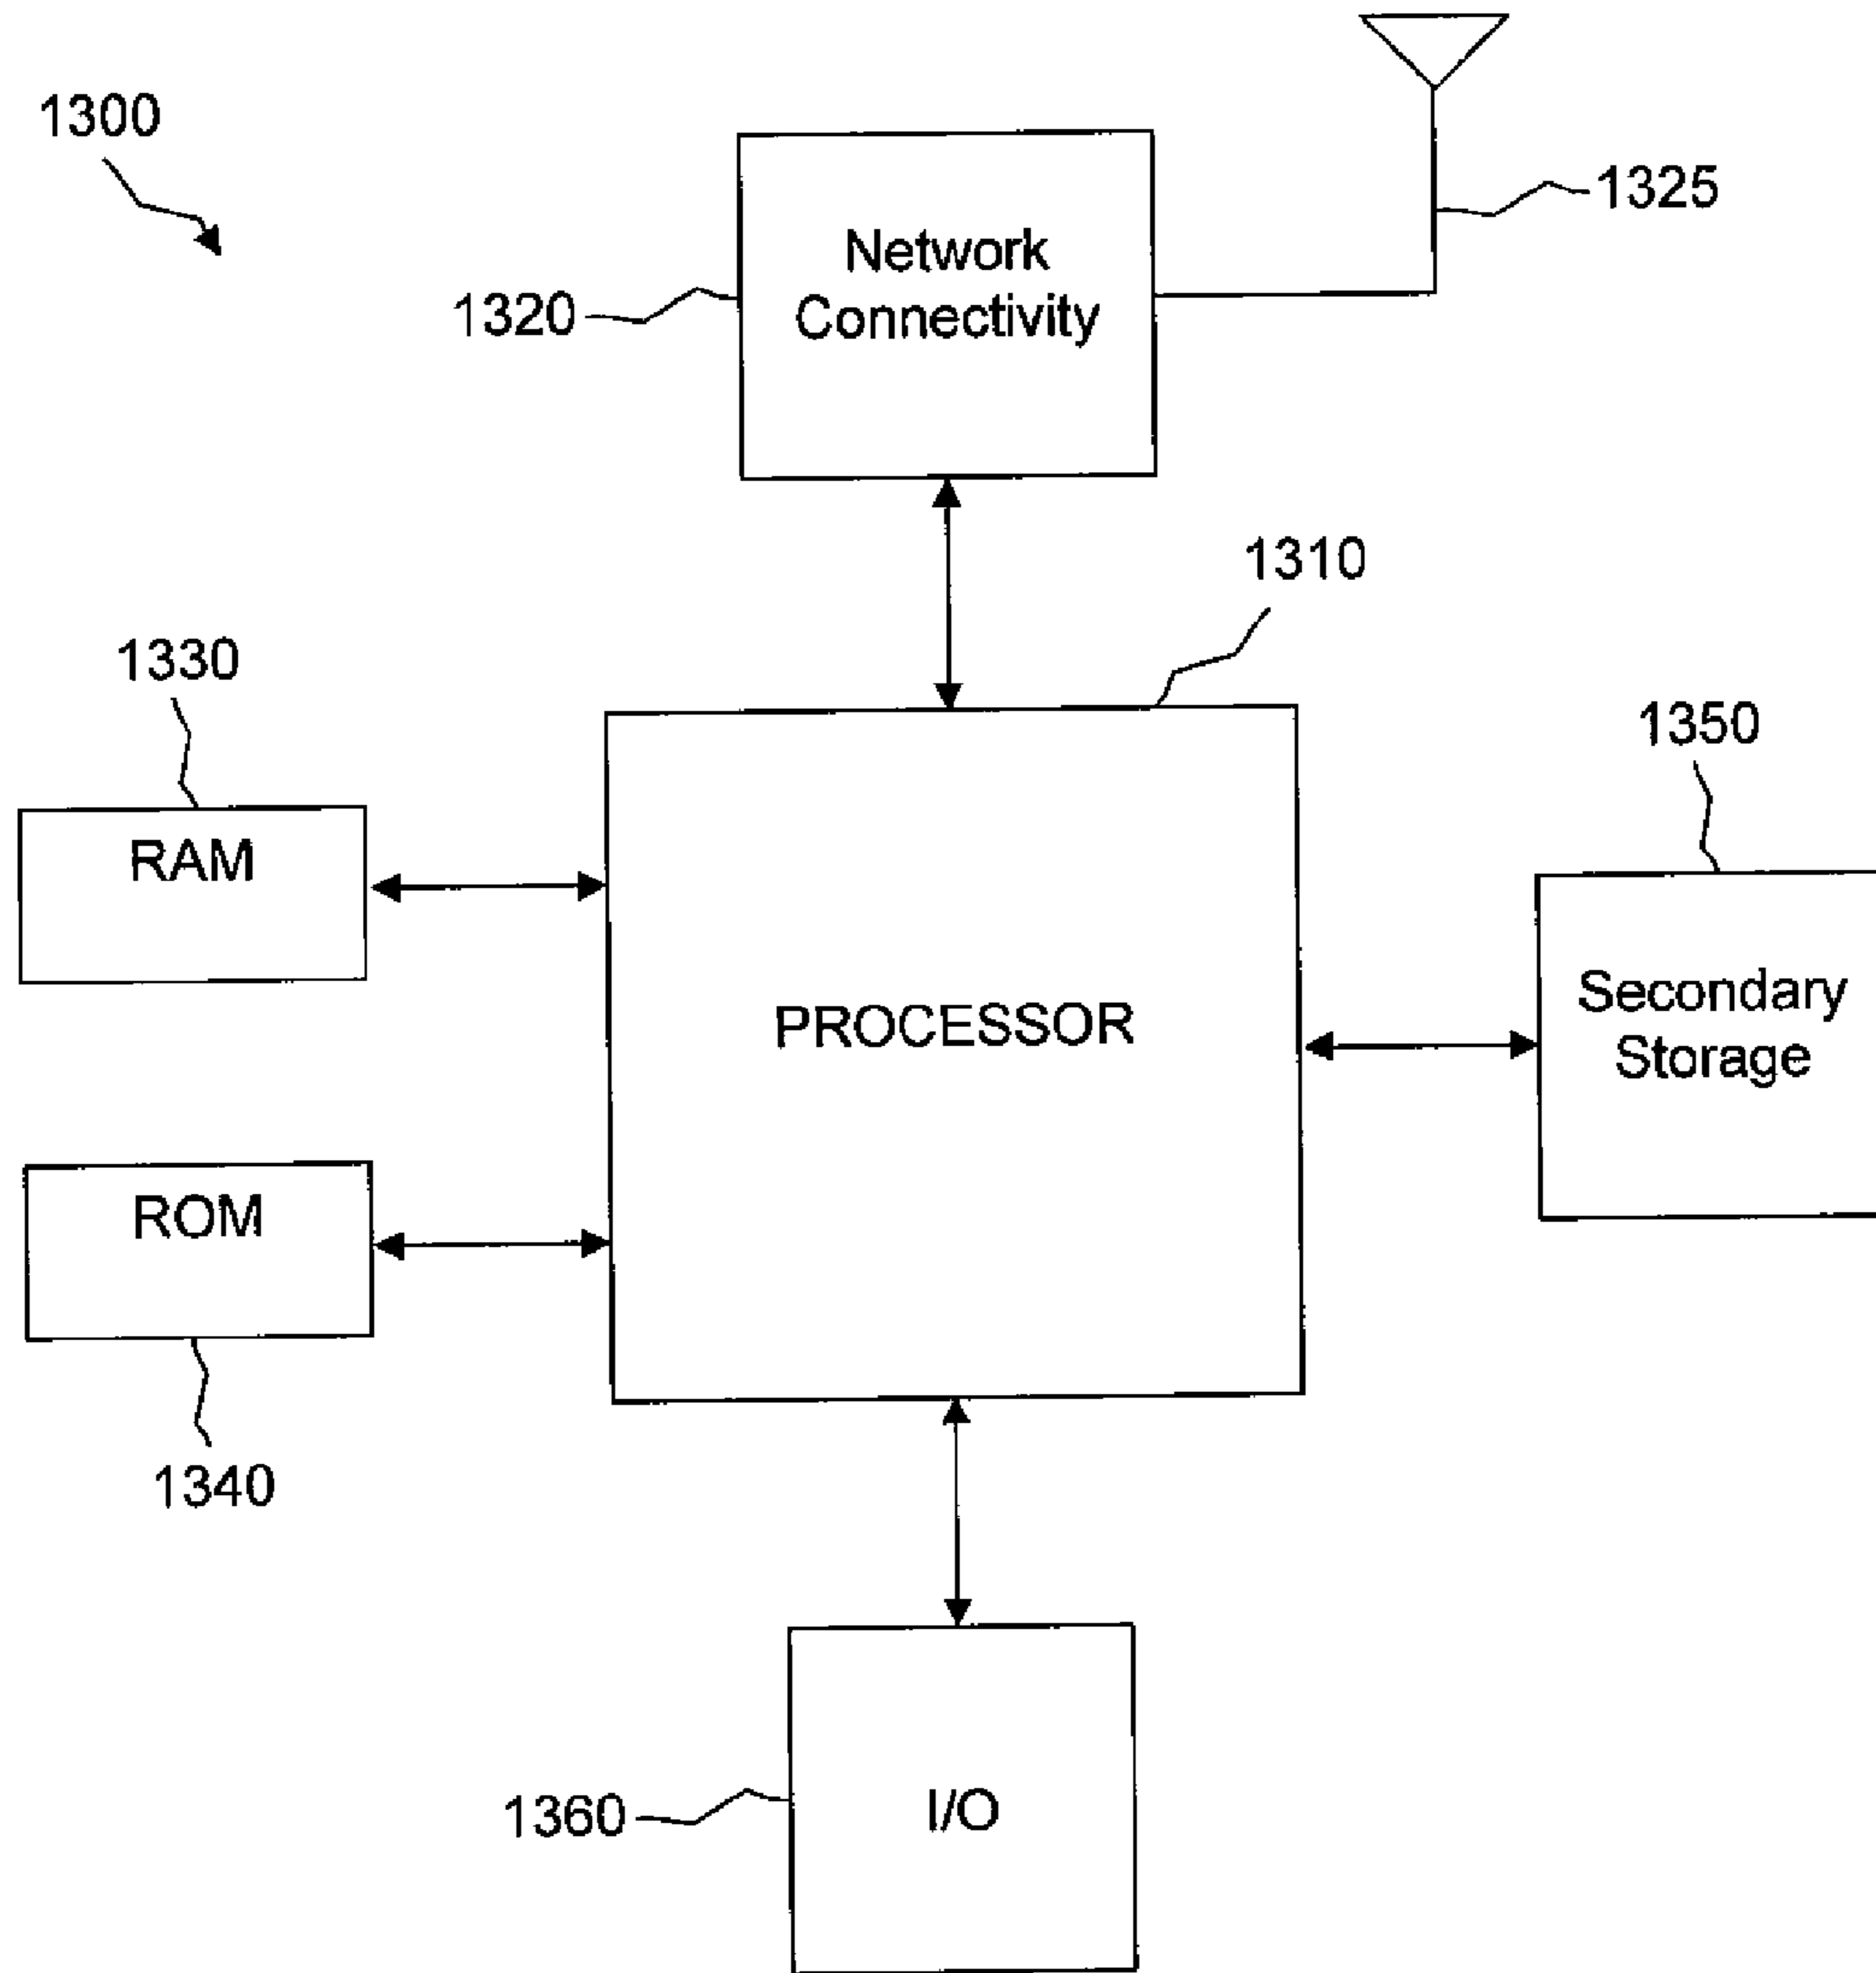 1300
1325
Network
Connectivity
1320
1310
1330
1350
RAM
Secondary
Storage
PROCESSOR
ROM
1340
1360
I/O